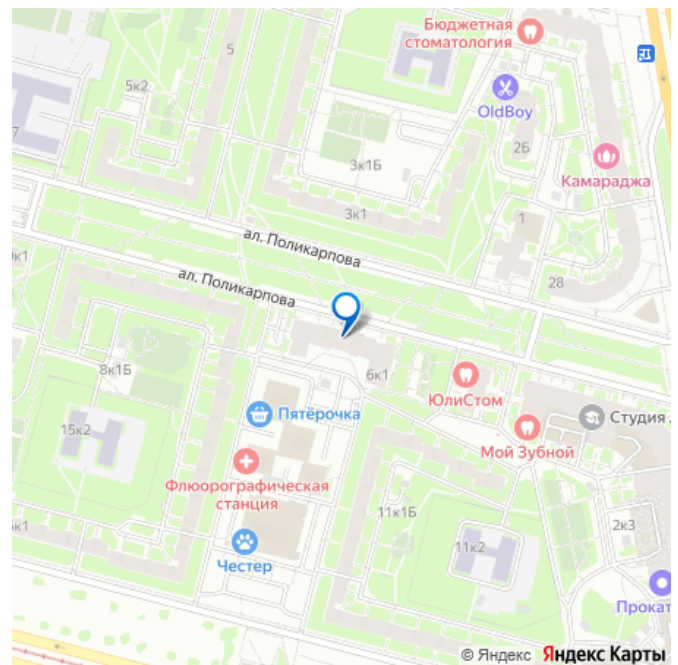 Бюджетная
стоматология
5
5к2
OldBoy
2Б
3к1Б
Камараджа
3к1
1
ал. Поликарпова
ал. Поликарпова
28
8к1Б
6к1
ЮлиСтом
Пятёрочка
Студия
15к2
Мой Зубной
Флюорографическая
станция
11к1Б
2к3
11к2
Честер
Прокат
© Яндекс Яндекс Карты